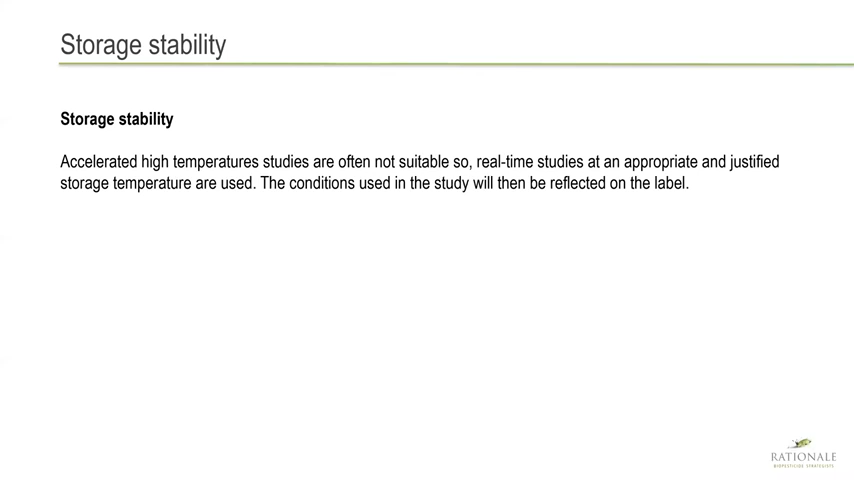 Storage stability
Storage stability
Accelerated high temperatures studies are often not suitable so, real-time studies at an appropriate and justified
storage temperature are used. The conditions used in the study will then be reflected on the label.
RATIONALE
BIOPESTICIDE STRATEGISTS